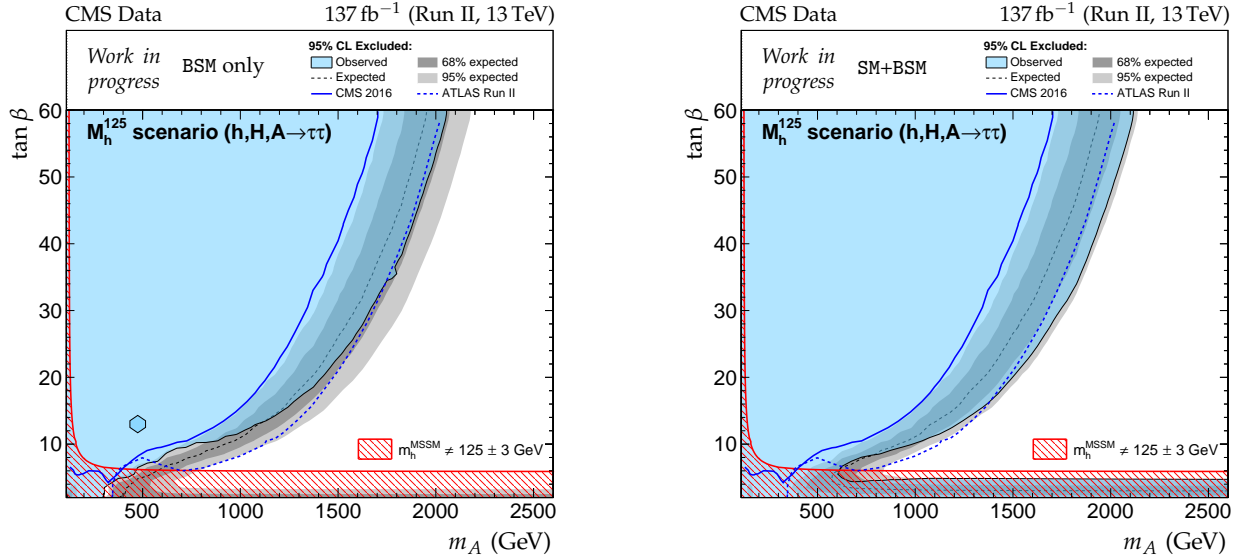 CMS Data 137 fb⁻¹ (Run II, 13 TeV)
Work in progress BSM only
95% CL Excluded:
Observed 68% expected
Expected 95% expected
CMS 2016 ATLAS Run II
M_h^125 scenario (h,H,A→ττ)
tan β
60
50
40
30
20
10
m_h^MSSM ≠ 125 ± 3 GeV
500 1000 1500 2000 2500
m_A (GeV)
CMS Data 137 fb⁻¹ (Run II, 13 TeV)
Work in progress SM+BSM
95% CL Excluded:
Observed 68% expected
Expected 95% expected
CMS 2016 ATLAS Run II
M_h^125 scenario (h,H,A→ττ)
tan β
60
50
40
30
20
10
m_h^MSSM ≠ 125 ± 3 GeV
500 1000 1500 2000 2500
m_A (GeV)